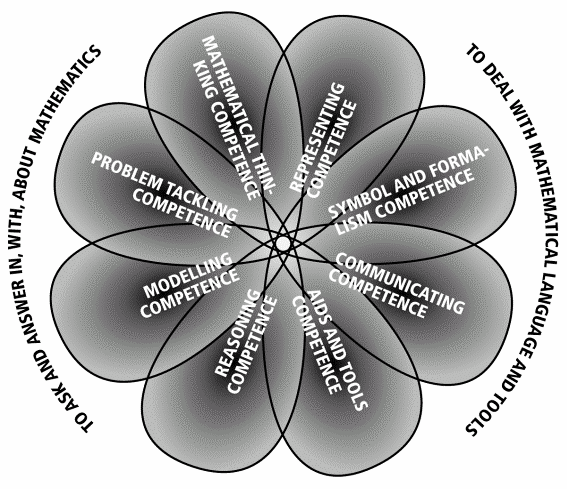 TO ASK AND ANSWER IN, WITH, ABOUT MATHEMATICS
MATHEMATICAL THIN-
KING COMPETENCE
PROBLEM TACKLING
COMPETENCE
MODELLING
COMPETENCE
REASONING
COMPETENCE
REPRESENTING
COMPETENCE
SYMBOL AND FORMA-
LISM COMPETENCE
COMMUNICATING
COMPETENCE
AIDS AND TOOLS
COMPETENCE
TO DEAL WITH MATHEMATICAL LANGUAGE AND TOOLS